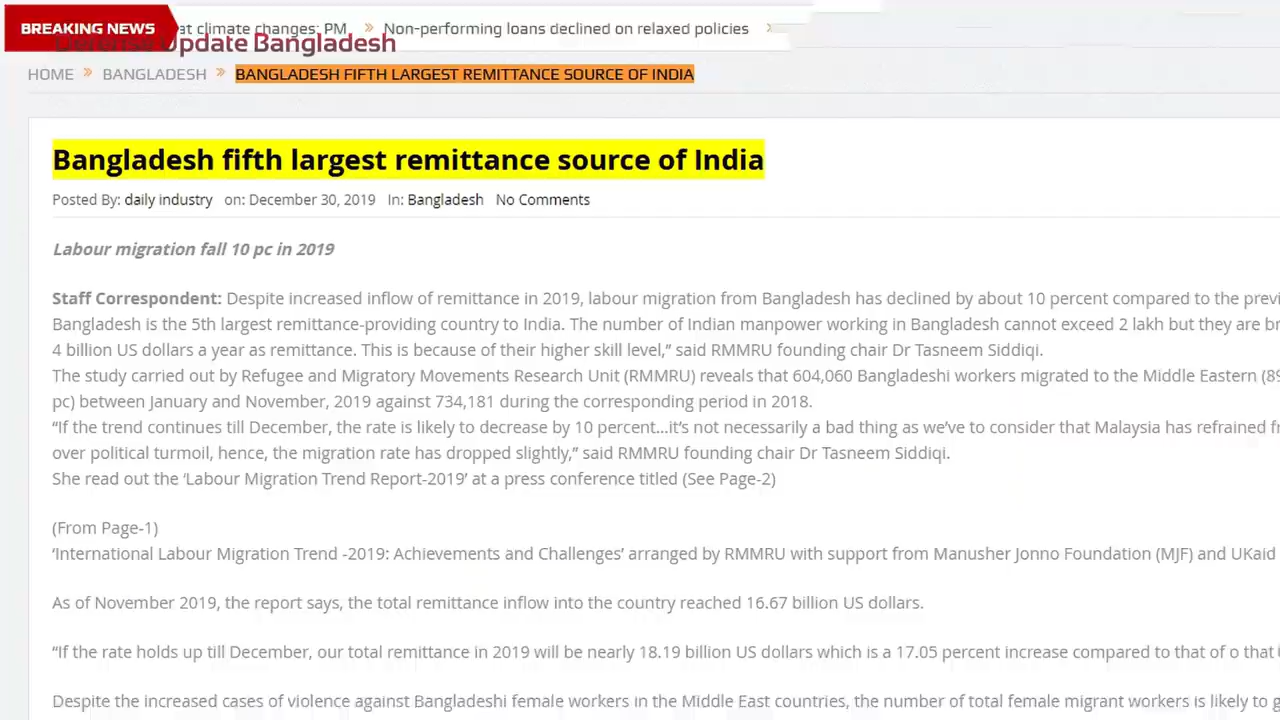 BREAKING NEWS
at climate changes: PM
Non-performing loans declined on relaxed policies
Defense Update Bangladesh
HOME » BANGLADESH » BANGLADESH FIFTH LARGEST REMITTANCE SOURCE OF INDIA
Bangladesh fifth largest remittance source of India
Posted By: daily industry on: December 30, 2019 In: Bangladesh No Comments
Labour migration fall 10 pc in 2019
Staff Correspondent: Despite increased inflow of remittance in 2019, labour migration from Bangladesh has declined by about 10 percent compared to the previ
Bangladesh is the 5th largest remittance-providing country to India. The number of Indian manpower working in Bangladesh cannot exceed 2 lakh but they are br
4 billion US dollars a year as remittance. This is because of their higher skill level,” said RMMRU founding chair Dr Tasneem Siddiqi.
The study carried out by Refugee and Migratory Movements Research Unit (RMMRU) reveals that 604,060 Bangladeshi workers migrated to the Middle Eastern (89
pc) between January and November, 2019 against 734,181 during the corresponding period in 2018.
“If the trend continues till December, the rate is likely to decrease by 10 percent…it’s not necessarily a bad thing as we’ve to consider that Malaysia has refrained fr
over political turmoil, hence, the migration rate has dropped slightly,” said RMMRU founding chair Dr Tasneem Siddiqi.
She read out the ‘Labour Migration Trend Report-2019’ at a press conference titled (See Page-2)
(From Page-1)
‘International Labour Migration Trend -2019: Achievements and Challenges’ arranged by RMMRU with support from Manusher Jonno Foundation (MJF) and UKaid
As of November 2019, the report says, the total remittance inflow into the country reached 16.67 billion US dollars.
“If the rate holds up till December, our total remittance in 2019 will be nearly 18.19 billion US dollars which is a 17.05 percent increase compared to that of o that
Despite the increased cases of violence against Bangladeshi female workers in the Middle East countries, the number of total female migrant workers is likely to g